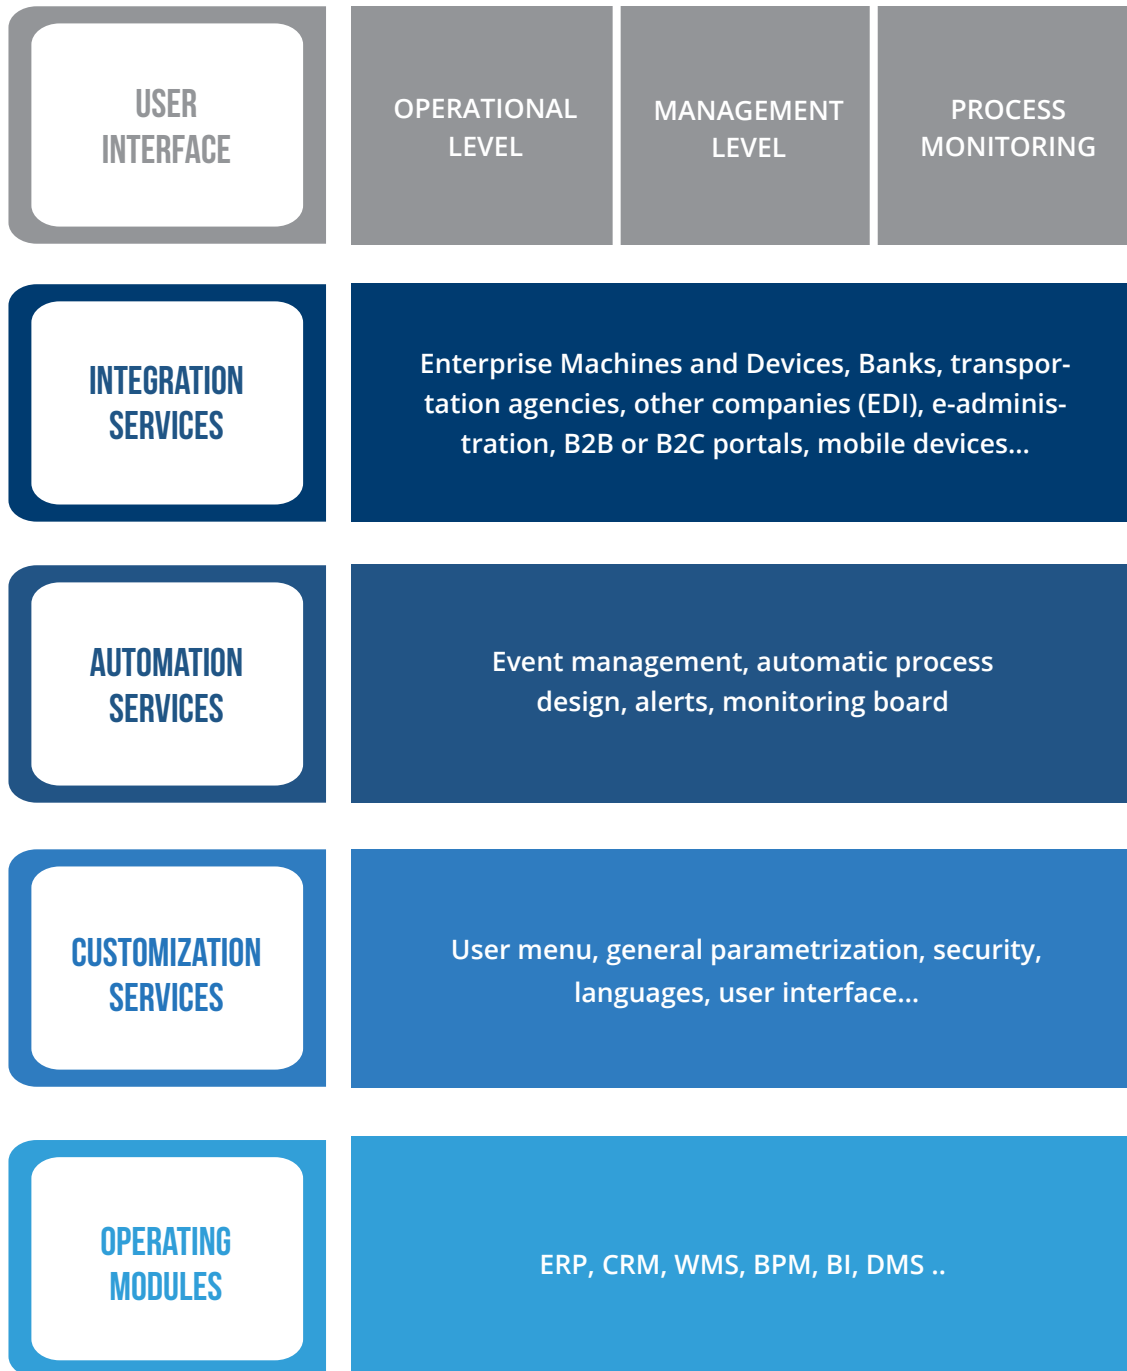 USER
INTERFACE
OPERATIONAL
LEVEL
MANAGEMENT
LEVEL
PROCESS
MONITORING
INTEGRATION
SERVICES
Enterprise Machines and Devices, Banks, transpor-
tation agencies, other companies (EDI), e-adminis-
tration, B2B or B2C portals, mobile devices...
AUTOMATION
SERVICES
Event management, automatic process
design, alerts, monitoring board
CUSTOMIZATION
SERVICES
User menu, general parametrization, security,
languages, user interface...
OPERATING
MODULES
ERP, CRM, WMS, BPM, BI, DMS ..